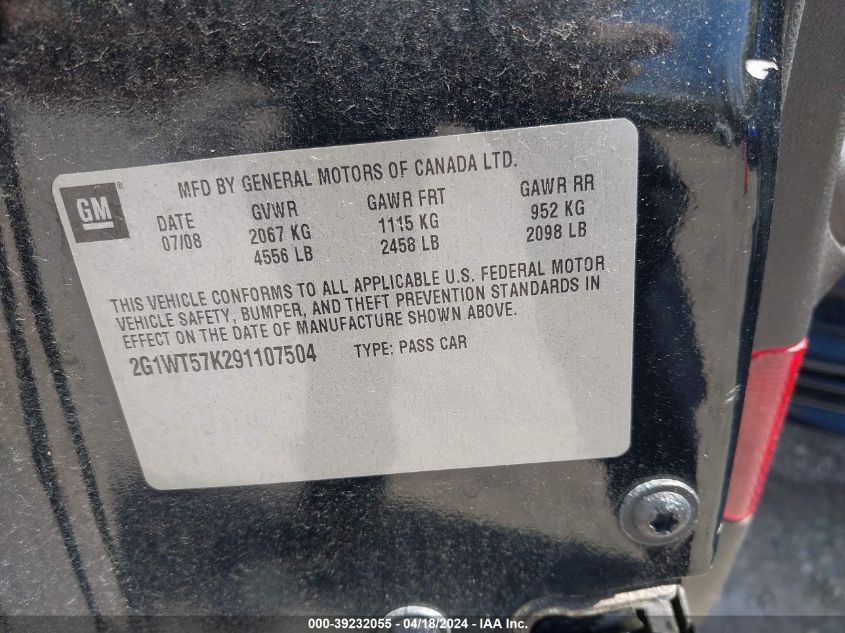 MFD BY GENERAL MOTORS OF CANADA LTD.
GM®
DATE GVWR GAWR FRT GAWR RR
07/08 2067 KG 1115 KG 952 KG
4556 LB 2458 LB 2098 LB
THIS VEHICLE CONFORMS TO ALL APPLICABLE U.S. FEDERAL MOTOR
VEHICLE SAFETY, BUMPER, AND THEFT PREVENTION STANDARDS IN
EFFECT ON THE DATE OF MANUFACTURE SHOWN ABOVE.
2G1WT57K291107504 TYPE: PASS CAR
000-39232055 - 04/18/2024 - IAAI.com